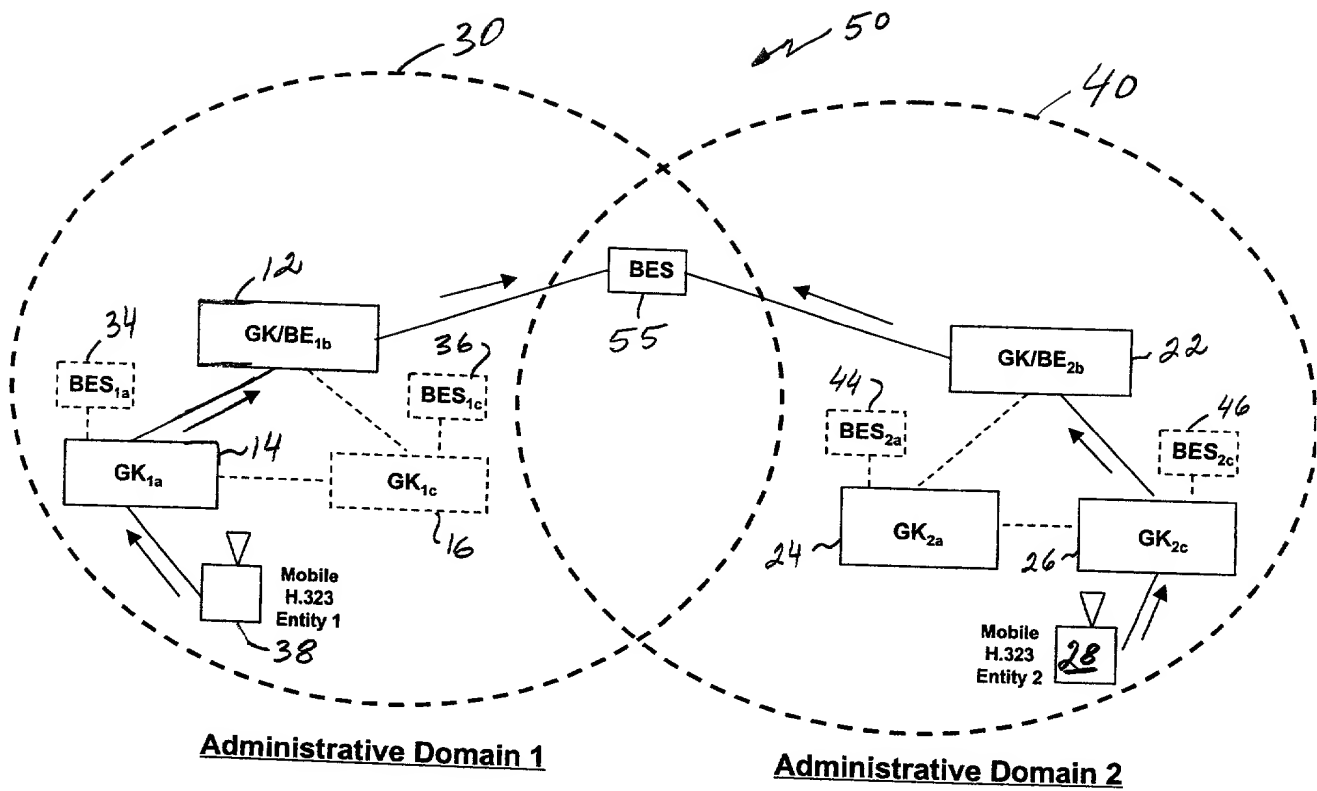 30
50
40
12
BES
55
GK/BE1b
34
36
BES1a
BES1c
GK/BE2b
22
44
46
BES2a
BES2c
14
GK1a
GK1c
16
GK2a
24
GK2c
26
Mobile
H.323
Entity 1
38
Mobile
H.323
Entity 2
28
Administrative Domain 1
Administrative Domain 2